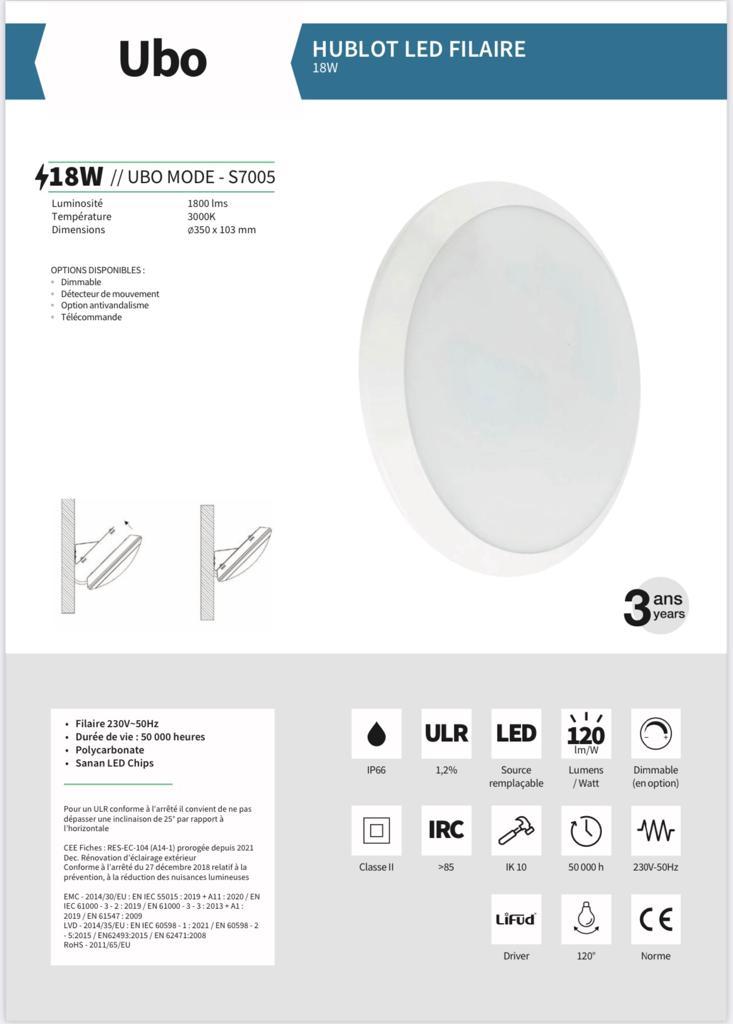 Ubo
HUBLOT LED FILAIRE
18W
18W // UBO MODE - S7005
Luminosité 1800 lms
Température 3000K
Dimensions ⌀350 x 103 mm
OPTIONS DISPONIBLES :
• Dimmable
• Détecteur de mouvement
• Option antivandalisme
• Télécommande
3 ans
years
• Filaire 230V~50Hz
• Durée de vie : 50 000 heures
• Polycarbonate
• Sanan LED Chips
Pour un ULR conforme à l'arrêté il convient de ne pas
dépasser une inclinaison de 25° par rapport à
l'horizontale
CEE Fiches : RES-EC-104 (A14-1) prorogée depuis 2021
Dec. Rénovation d'éclairage extérieur
Conforme à l'arrêté du 27 décembre 2018 relatif à la
prévention, à la réduction des nuisances lumineuses
EMC - 2014/30/EU : EN IEC 55015 : 2019 + A11 : 2020 / EN
IEC 61000 - 3 - 2 : 2019 / EN 61000 - 3 - 3 : 2013 + A1 :
2019 / EN 61547 : 2009
LVD - 2014/35/EU : EN IEC 60598 - 1 : 2021 / EN 60598 - 2
- 5:2015 / EN62493:2015 / EN 62471:2008
RoHS - 2011/65/EU
IP66
ULR
1,2%
LED
Source
remplaçable
120
lm/W
Lumens
/ Watt
Dimmable
(en option)
Classe II
IRC
>85
IK 10
50 000 h
230V-50Hz
LiFud
Driver
120°
CE
Norme